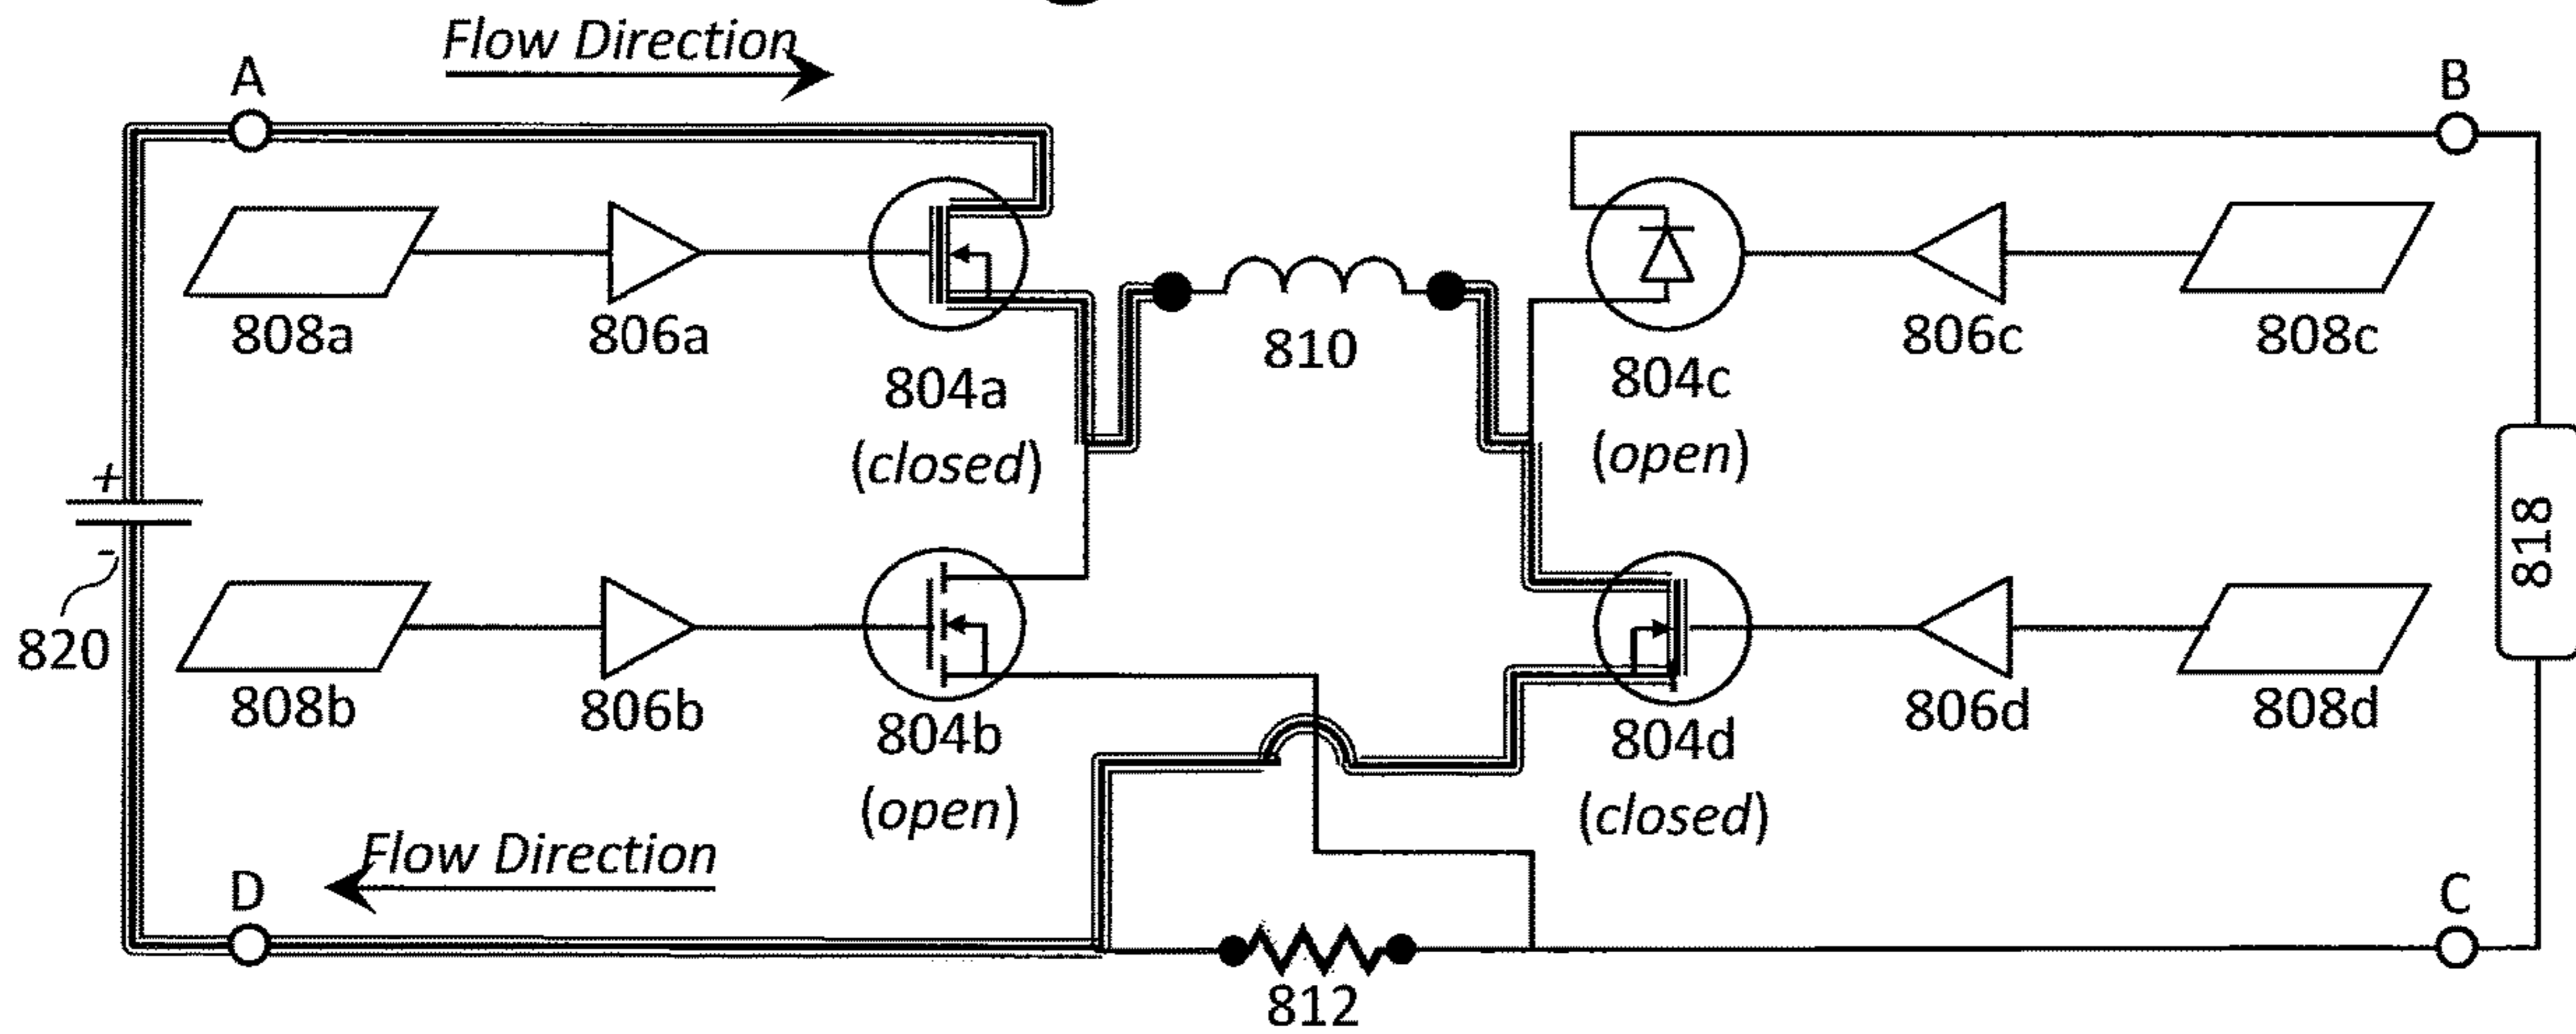 Flow Direction
A
B
808a
806a
804a
(closed)
810
804c
(open)
806c
808c
+
-
820
818
808b
806b
804b
(open)
804d
(closed)
806d
808d
Flow Direction
D
C
812